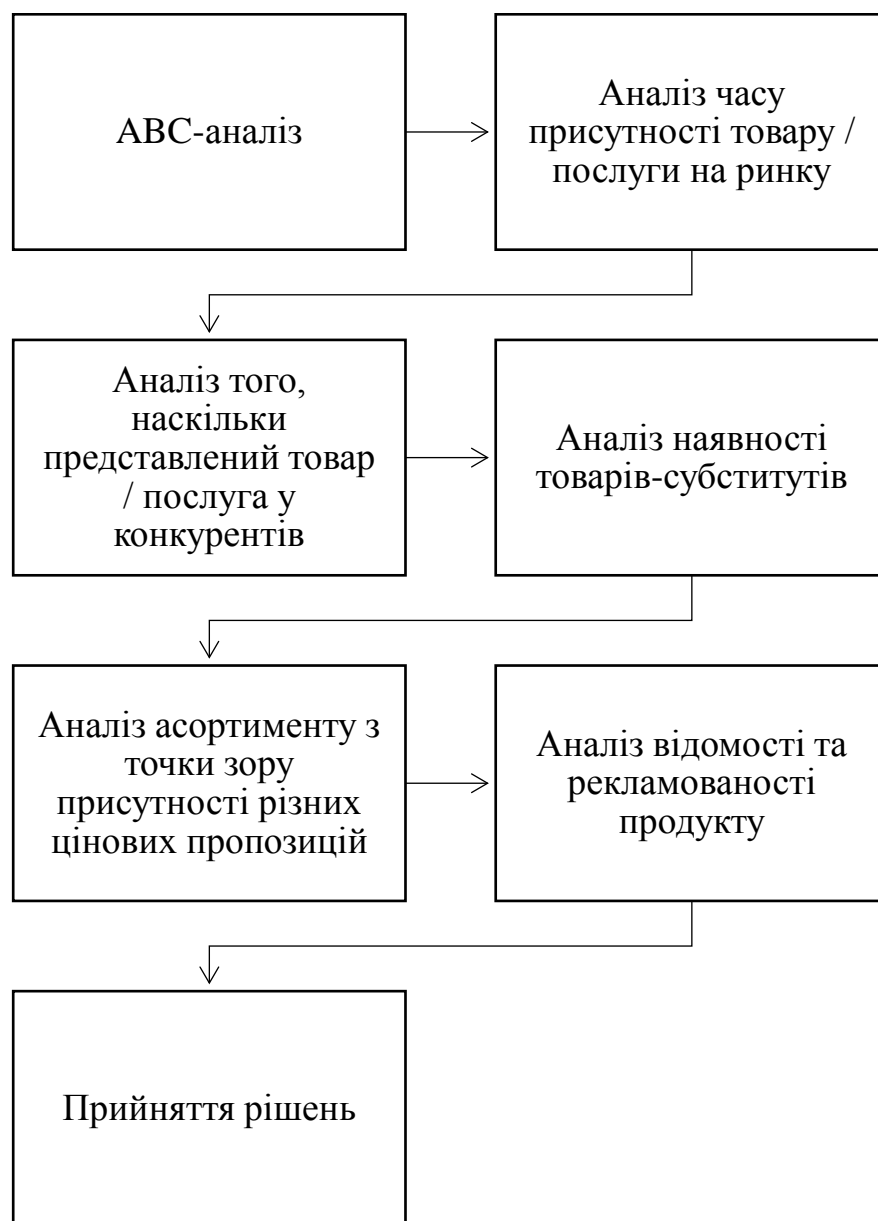 АВС-аналіз
Аналіз часу
присутності товару /
послуги на ринку
Аналіз того,
наскільки
представлений товар
/ послуга у
конкурентів
Аналіз наявності
товарів-субститутів
Аналіз асортименту з
точки зору
присутності різних
цінових пропозицій
Аналіз відомості та
рекламованості
продукту
Прийняття рішень